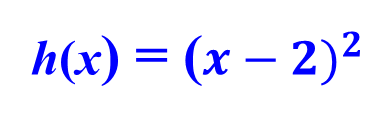 h(x) = (x − 2)²